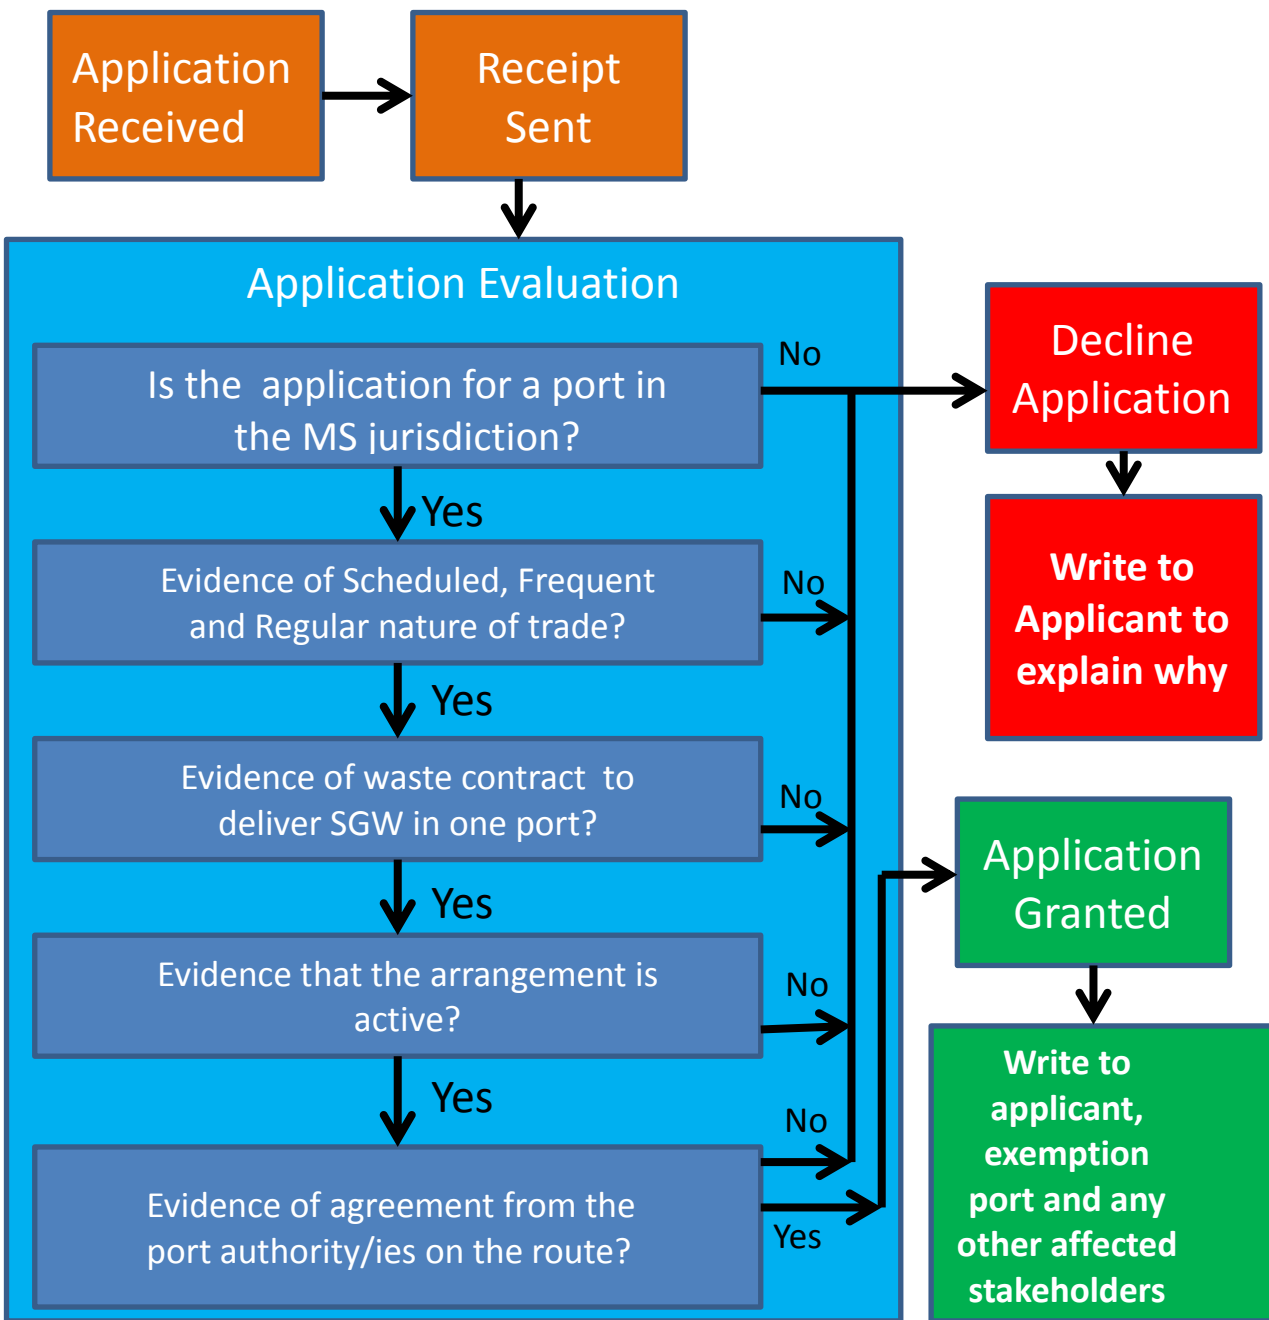 Application
Received
Receipt
Sent
Application Evaluation
Is the application for a port in
the MS jurisdiction?
No
Yes
Evidence of Scheduled, Frequent
and Regular nature of trade?
No
Yes
Evidence of waste contract to
deliver SGW in one port?
No
Yes
Evidence that the arrangement is
active?
No
Yes
Evidence of agreement from the
port authority/ies on the route?
No
Yes
Decline
Application
Write to
Applicant to
explain why
Application
Granted
Write to
applicant,
exemption
port and any
other affected
stakeholders